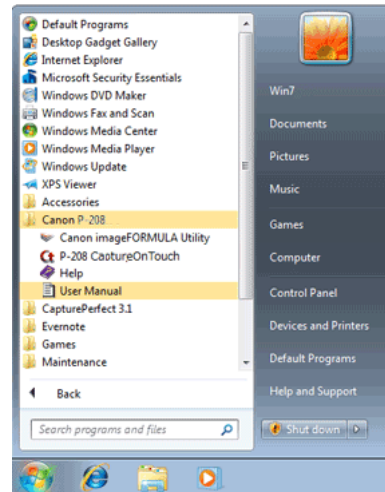 Default Programs
Desktop Gadget Gallery
Internet Explorer
Microsoft Security Essentials
Windows DVD Maker
Windows Fax and Scan
Windows Media Center
Windows Media Player
Windows Update
XPS Viewer
Accessories
Canon P-208
Canon imageFORMULA Utility
P-208 CaptureOnTouch
Help
User Manual
CapturePerfect 3.1
Evernote
Games
Maintenance
Back
Search programs and files
Win7
Documents
Pictures
Music
Games
Computer
Control Panel
Devices and Printers
Default Programs
Help and Support
Shut down